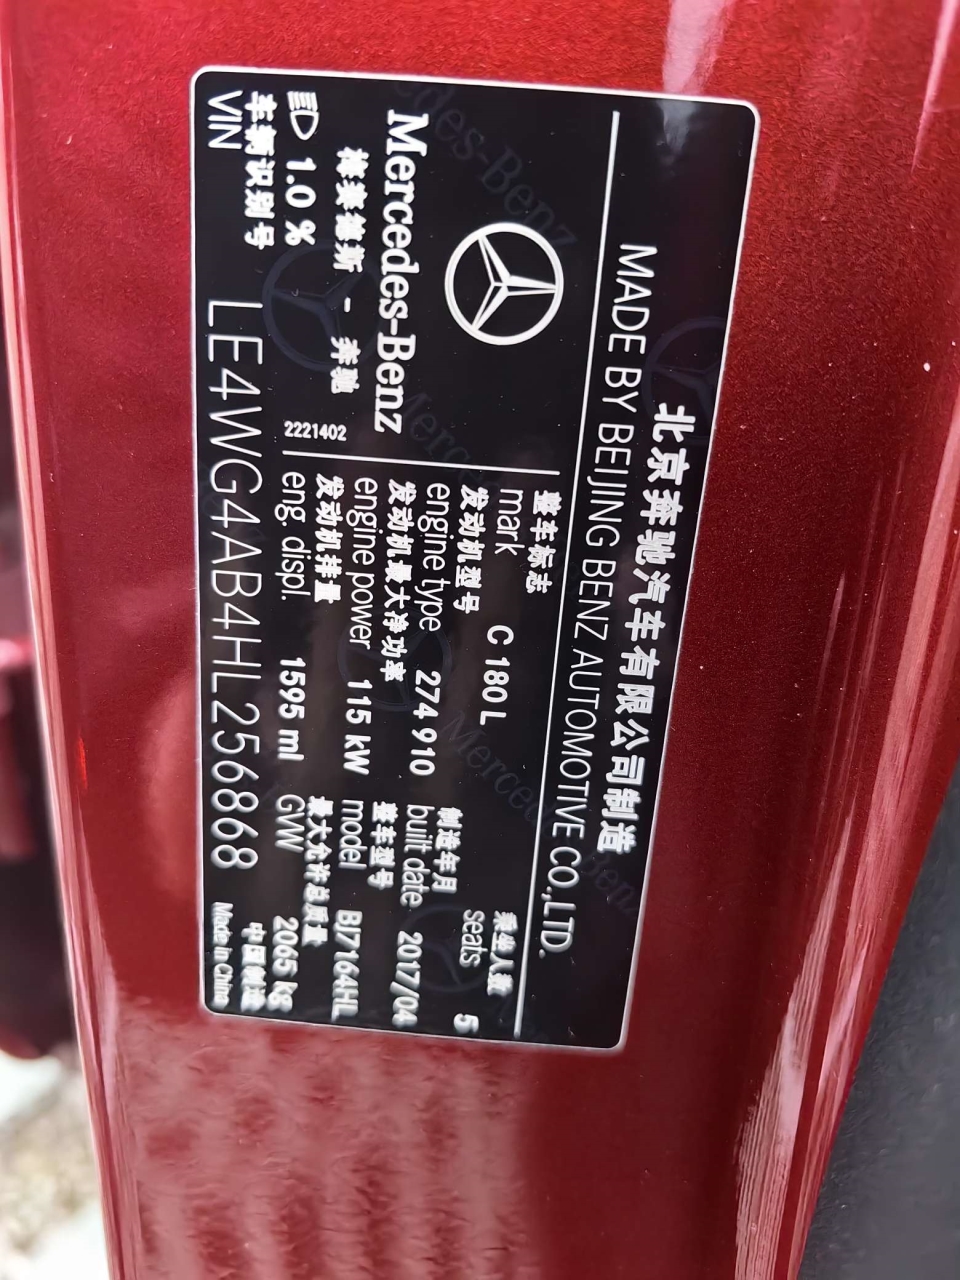 北京奔驰汽车有限公司制造
MADE BY BEIJING BENZ AUTOMOTIVE CO.,LTD.
Mercedes-Benz
梅赛德斯 - 奔驰
1.0 %
2221402
整车标志
mark C 180 L
乘坐人数
seats 5
发动机型号
engine type 274 910
制造年月
built date 2017/04
发动机最大净功率
engine power 115 kW
整车型号
model BJ7164HL
发动机排量
eng. displ. 1595 ml
最大允许总质量
GVW 2065 kg
车辆识别号
VIN LE4WG4AB4HL256868
中国制造
Made in China